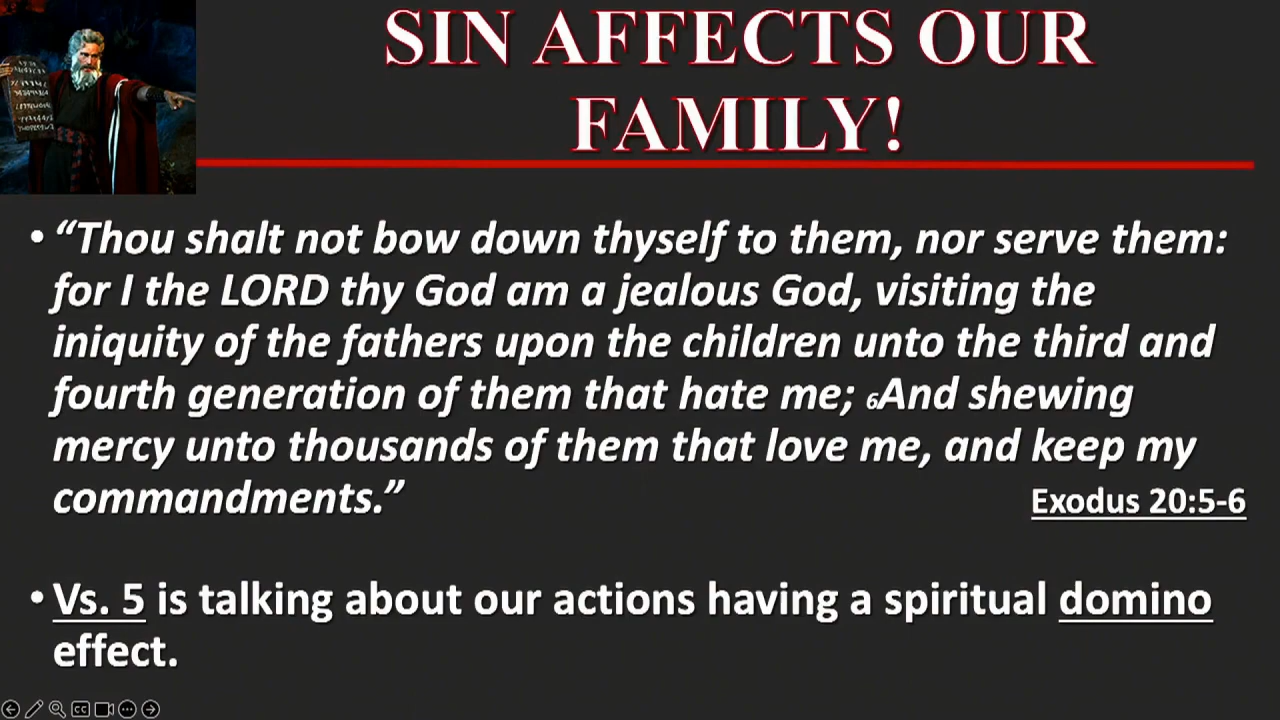 SIN AFFECTS OUR
FAMILY!
• “Thou shalt not bow down thyself to them, nor serve them:
for I the LORD thy God am a jealous God, visiting the
iniquity of the fathers upon the children unto the third and
fourth generation of them that hate me; 6And shewing
mercy unto thousands of them that love me, and keep my
commandments.” Exodus 20:5-6
• Vs. 5 is talking about our actions having a spiritual domino
effect.
CC